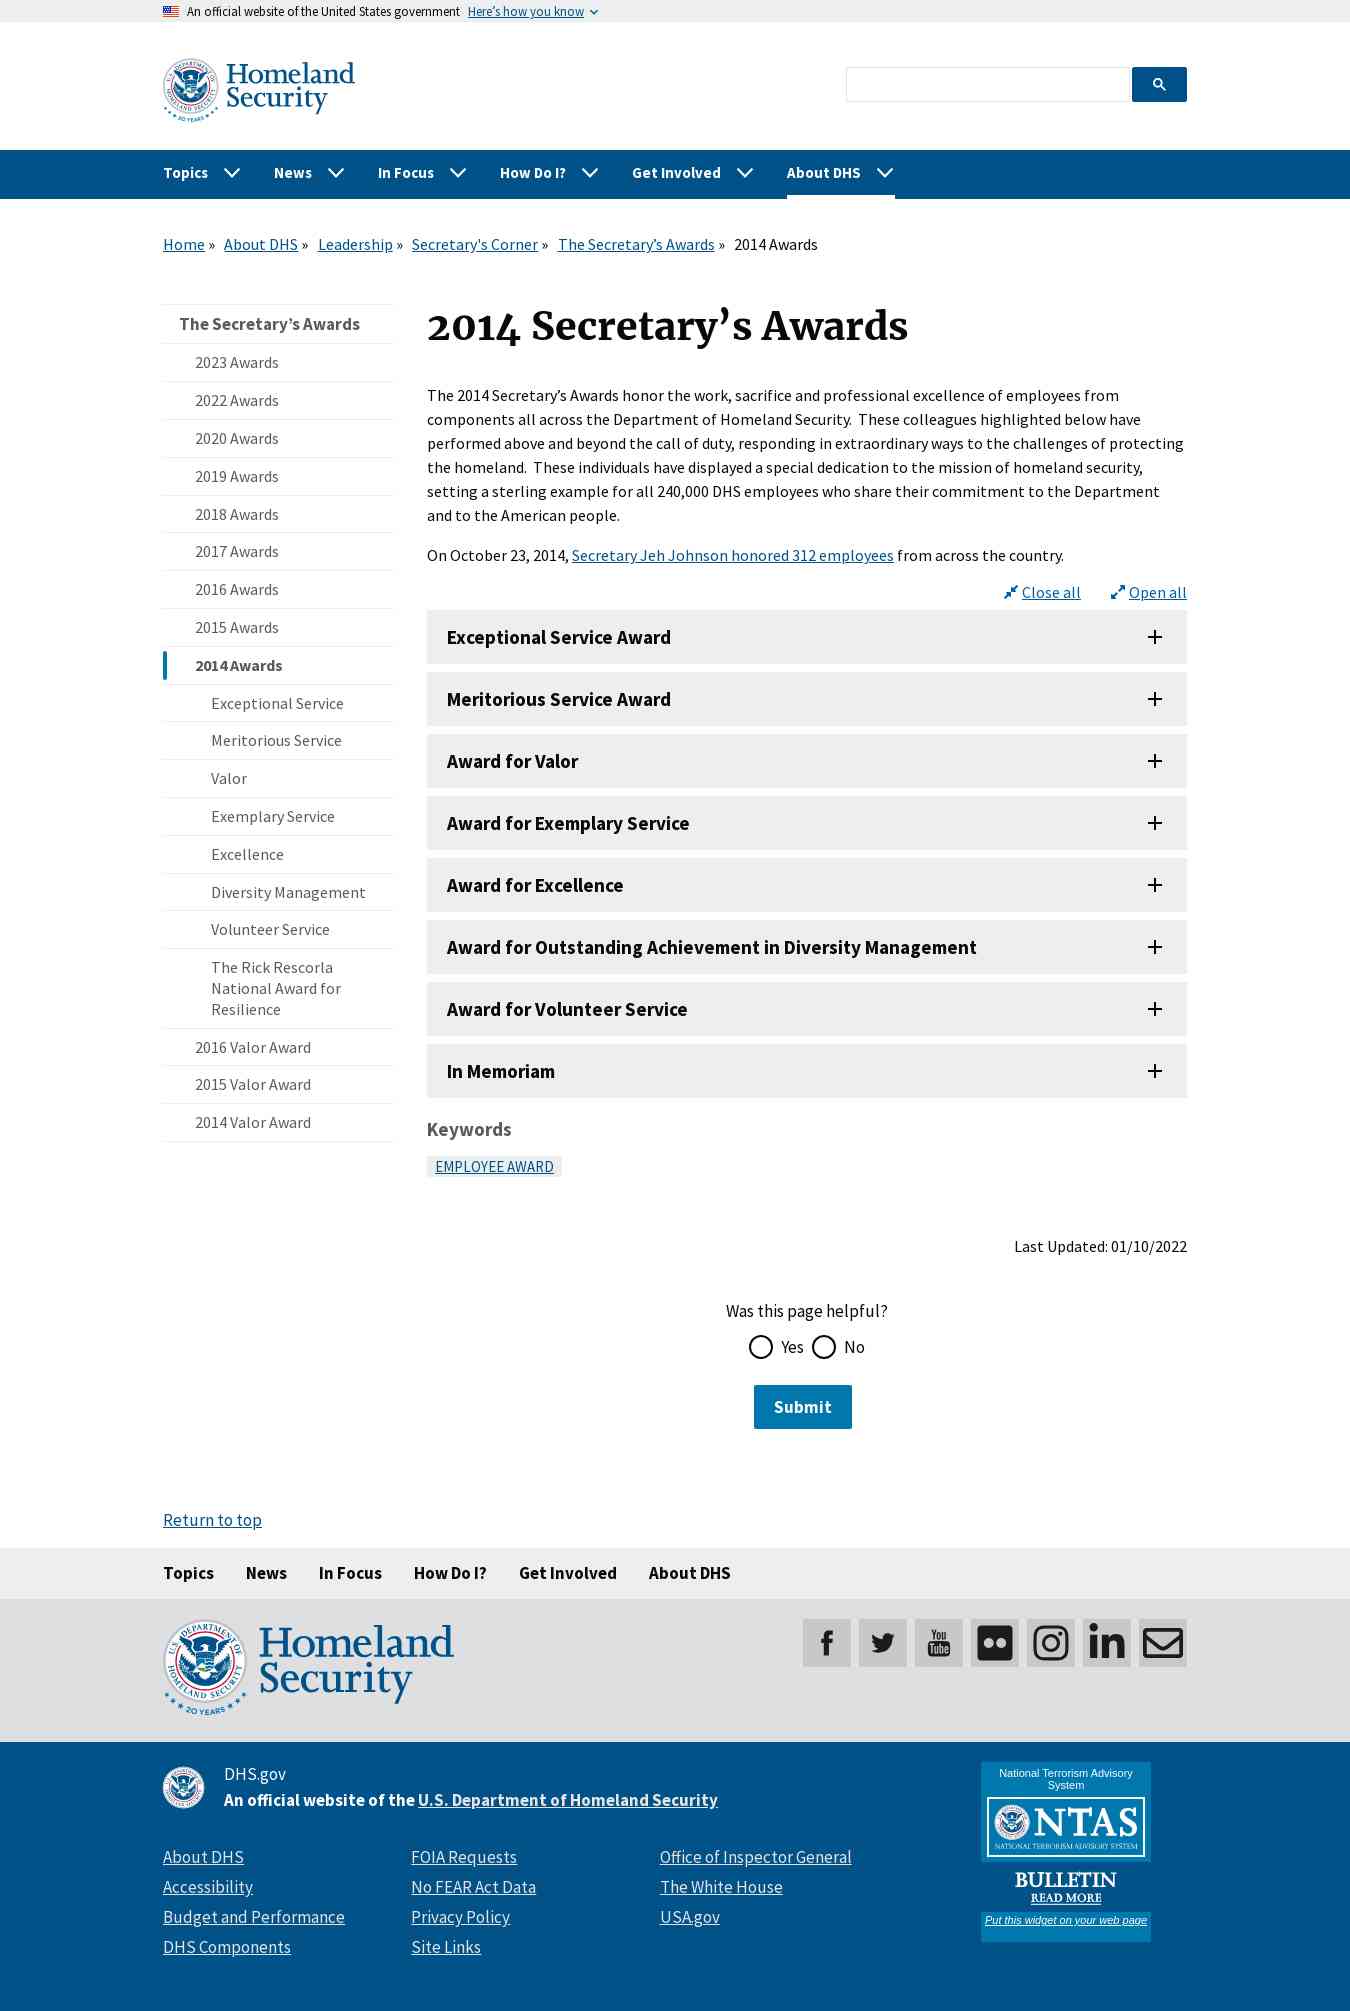 An official website of the United States government Here’s how you know
Homeland
Security
20 YEARS
Topics News In Focus How Do I? Get Involved About DHS
Home » About DHS » Leadership » Secretary's Corner » The Secretary’s Awards » 2014 Awards
The Secretary’s Awards
2023 Awards
2022 Awards
2020 Awards
2019 Awards
2018 Awards
2017 Awards
2016 Awards
2015 Awards
2014 Awards
Exceptional Service
Meritorious Service
Valor
Exemplary Service
Excellence
Diversity Management
Volunteer Service
The Rick Rescorla
National Award for
Resilience
2016 Valor Award
2015 Valor Award
2014 Valor Award
2014 Secretary’s Awards
The 2014 Secretary’s Awards honor the work, sacrifice and professional excellence of employees from
components all across the Department of Homeland Security.  These colleagues highlighted below have
performed above and beyond the call of duty, responding in extraordinary ways to the challenges of protecting
the homeland.  These individuals have displayed a special dedication to the mission of homeland security,
setting a sterling example for all 240,000 DHS employees who share their commitment to the Department
and to the American people.
On October 23, 2014, Secretary Jeh Johnson honored 312 employees from across the country.
Close all Open all
Exceptional Service Award
Meritorious Service Award
Award for Valor
Award for Exemplary Service
Award for Excellence
Award for Outstanding Achievement in Diversity Management
Award for Volunteer Service
In Memoriam
Keywords
EMPLOYEE AWARD
Last Updated: 01/10/2022
Was this page helpful?
Yes No
Submit
Return to top
Topics News In Focus How Do I? Get Involved About DHS
U.S. DEPARTMENT OF
HOMELAND SECURITY
20 YEARS
Homeland
Security
You
Tube
in
DHS.gov
An official website of the U.S. Department of Homeland Security
About DHS
Accessibility
Budget and Performance
DHS Components
FOIA Requests
No FEAR Act Data
Privacy Policy
Site Links
Office of Inspector General
The White House
USA.gov
National Terrorism Advisory
System
NTAS
NATIONAL TERRORISM ADVISORY SYSTEM
BULLETIN
READ MORE
Put this widget on your web page